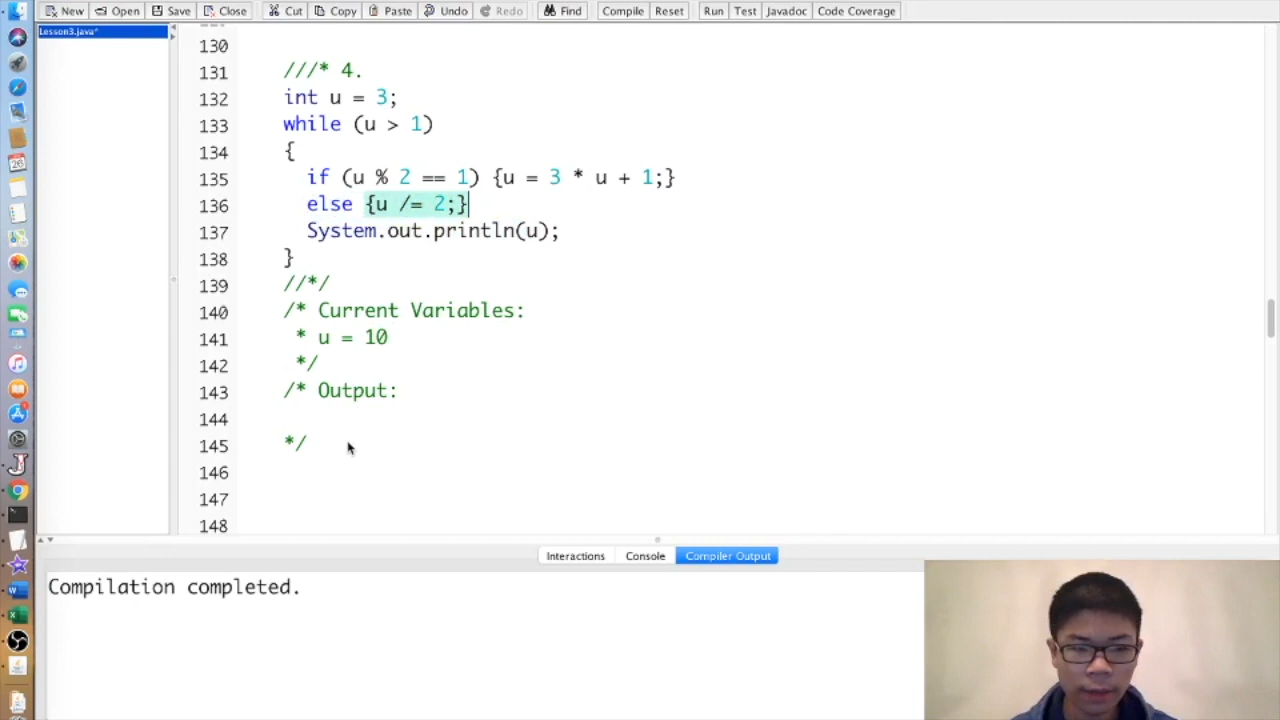 New Open Save Close Cut Copy Paste Undo Redo Find Compile Reset Run Test Javadoc Code Coverage
Lesson3.java*
130
131 ///* 4.
132 int u = 3;
133 while (u > 1)
134 {
135 if (u % 2 == 1) {u = 3 * u + 1;}
136 else {u /= 2;}
137 System.out.println(u);
138 }
139 //*/
140 /* Current Variables:
141 * u = 10
142 */
143 /* Output:
144
145 */
146
147
148
Interactions Console Compiler Output
Compilation completed.